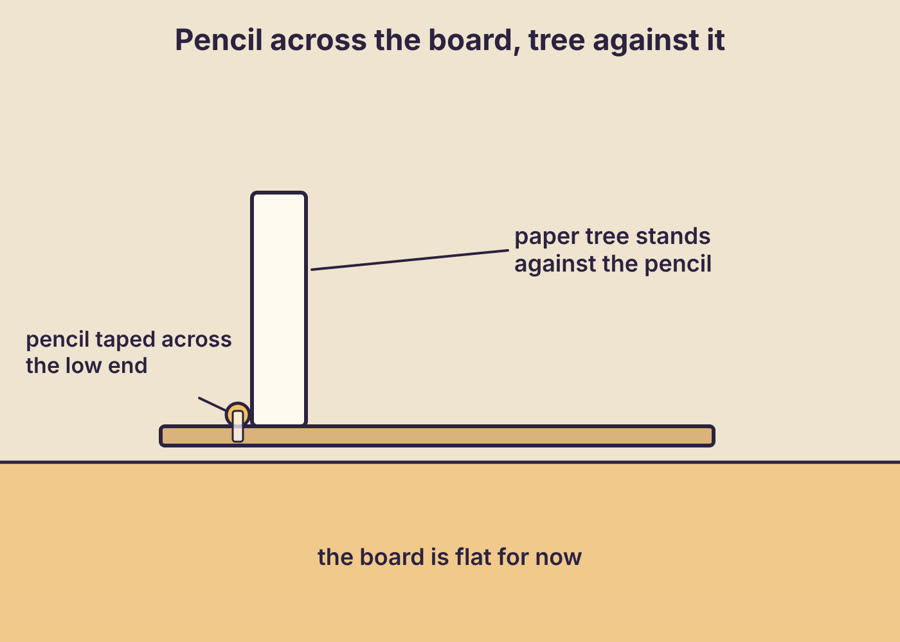 Pencil across the board, tree against it
paper tree stands
against the pencil
pencil taped across
the low end
the board is flat for now